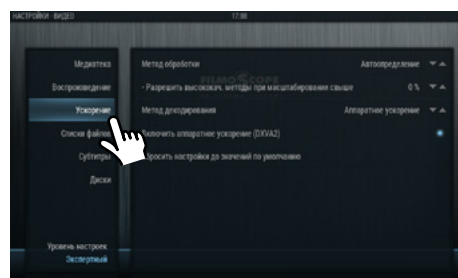 НАСТРОЙКИ - ВИДЕО 17:08
Медиатека
Воспроизведение
Ускорение
Списки файлов
Субтитры
Диски
Уровень настроек
Экспертный
Метод обработки Автоопределение
FILMOSCOPE
- Разрешить высококач. методы при масштабировании свыше 0 %
Метод декодирования Аппаратное ускорение
Включить аппаратное ускорение (DXVA2)
Сбросить настройки до значений по умолчанию